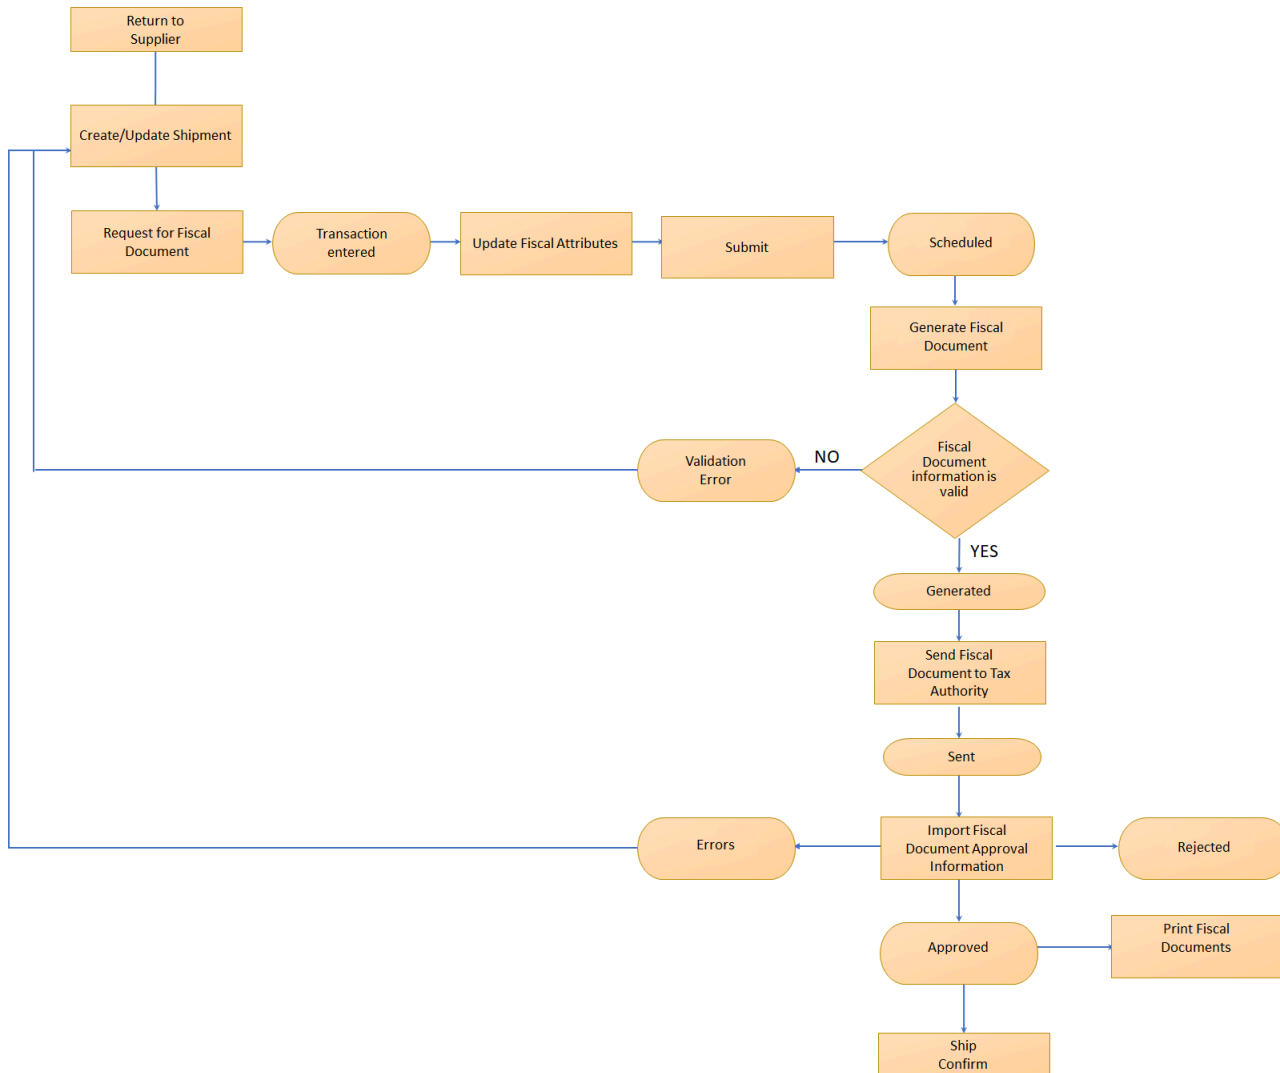 Return to
Supplier
Create/Update Shipment
Request for Fiscal
Document
Transaction
entered
Update Fiscal Attributes
Submit
Scheduled
Generate Fiscal
Document
Fiscal
Document
information is
valid
NO
Validation
Error
YES
Generated
Send Fiscal
Document to Tax
Authority
Sent
Errors
Import Fiscal
Document Approval
Information
Rejected
Approved
Print Fiscal
Documents
Ship
Confirm